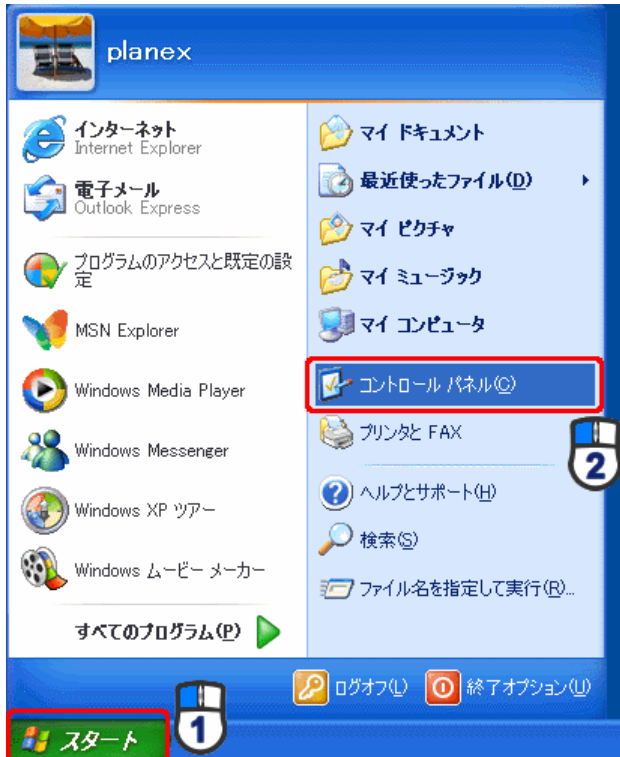 planex
インターネット
Internet Explorer
電子メール
Outlook Express
プログラムのアクセスと既定の設
定
MSN Explorer
Windows Media Player
Windows Messenger
Windows XP ツアー
Windows ムービー メーカー
すべてのプログラム(P)
マイ ドキュメント
最近使ったファイル(D)
マイ ピクチャ
マイ ミュージック
マイ コンピュータ
コントロール パネル(C)
プリンタと FAX
2
ヘルプとサポート(H)
検索(S)
ファイル名を指定して実行(R)...
ログオフ(L)
終了オプション(U)
スタート
1